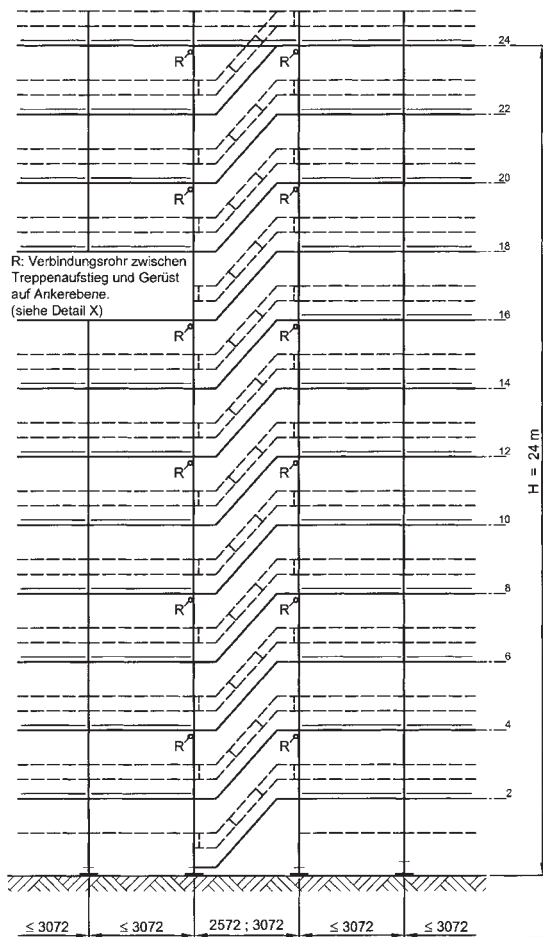 24
R R
22
20
R R
18
R: Verbindungsrohr zwischen
Treppenaufstieg und Gerüst
auf Ankerebene.
(siehe Detail X)
16
R R
14
12
R R
10
8
R R
6
4
R R
2
H = 24 m
≤ 3072 ≤ 3072 2572 ; 3072 ≤ 3072 ≤ 3072